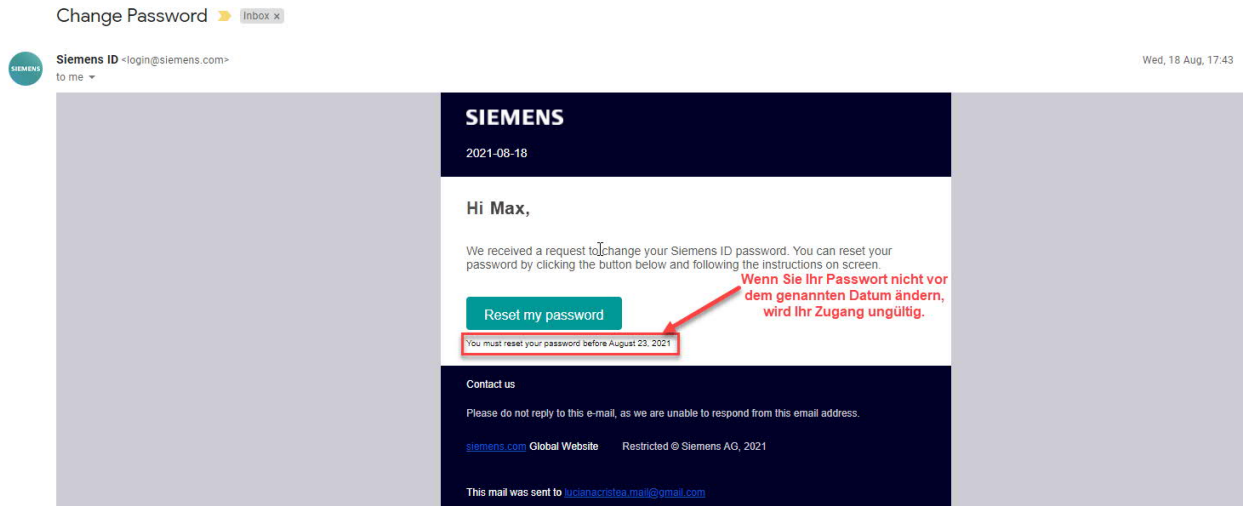 Change Password Inbox x
SIEMENS
Siemens ID <login@siemens.com>
Wed, 18 Aug, 17:43
to me
SIEMENS
2021-08-18
Hi Max,
We received a request to change your Siemens ID password. You can reset your
password by clicking the button below and following the instructions on screen.
Wenn Sie Ihr Passwort nicht vor
dem genannten Datum ändern,
wird Ihr Zugang ungültig.
Reset my password
You must reset your password before August 23, 2021
Contact us
Please do not reply to this e-mail, as we are unable to respond from this email address.
siemens.com Global Website Restricted © Siemens AG, 2021
This mail was sent to lucianacristea.mail@gmail.com